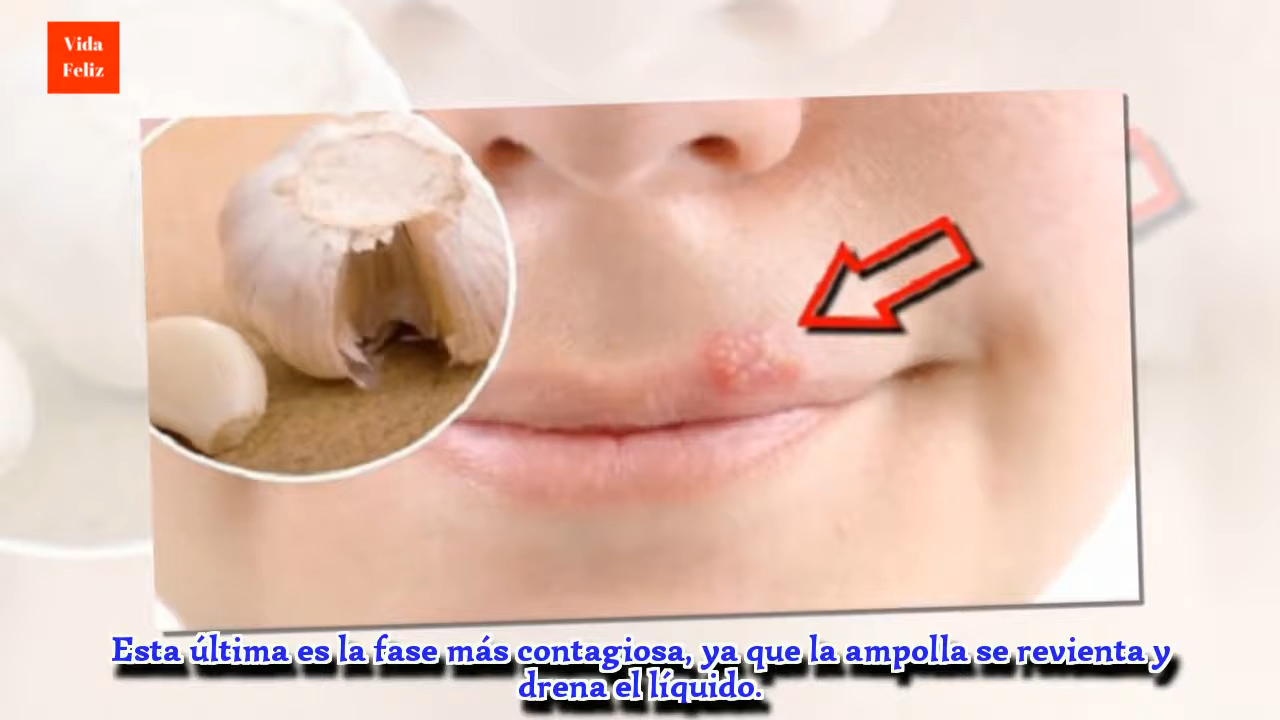 Vida
Feliz
Esta última es la fase más contagiosa, ya que la ampolla se revienta y
drena el líquido.